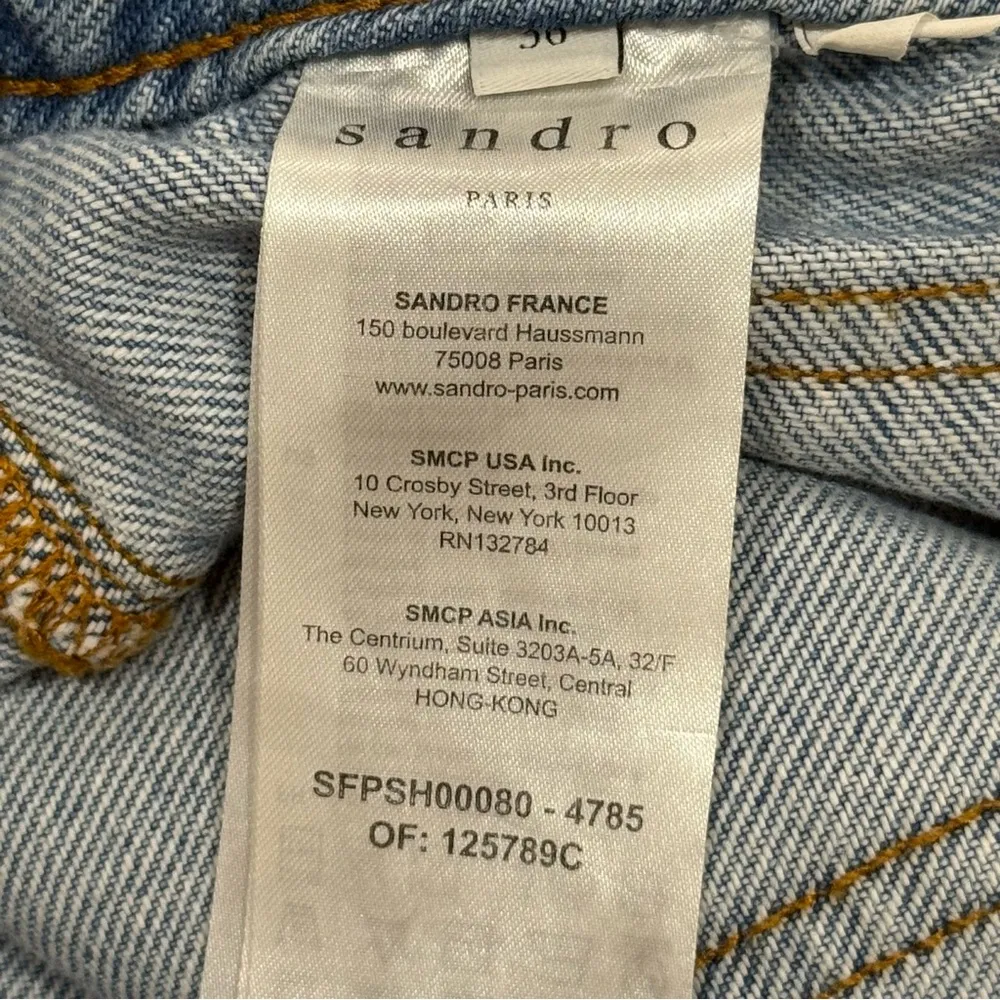 36
sandro
PARIS
SANDRO FRANCE
150 boulevard Haussmann
75008 Paris
www.sandro-paris.com
SMCP USA Inc.
10 Crosby Street, 3rd Floor
New York, New York 10013
RN132784
SMCP ASIA Inc.
The Centrium, Suite 3203A-5A, 32/F
60 Wyndham Street, Central
HONG-KONG
SFPSH00080 - 4785
OF: 125789C